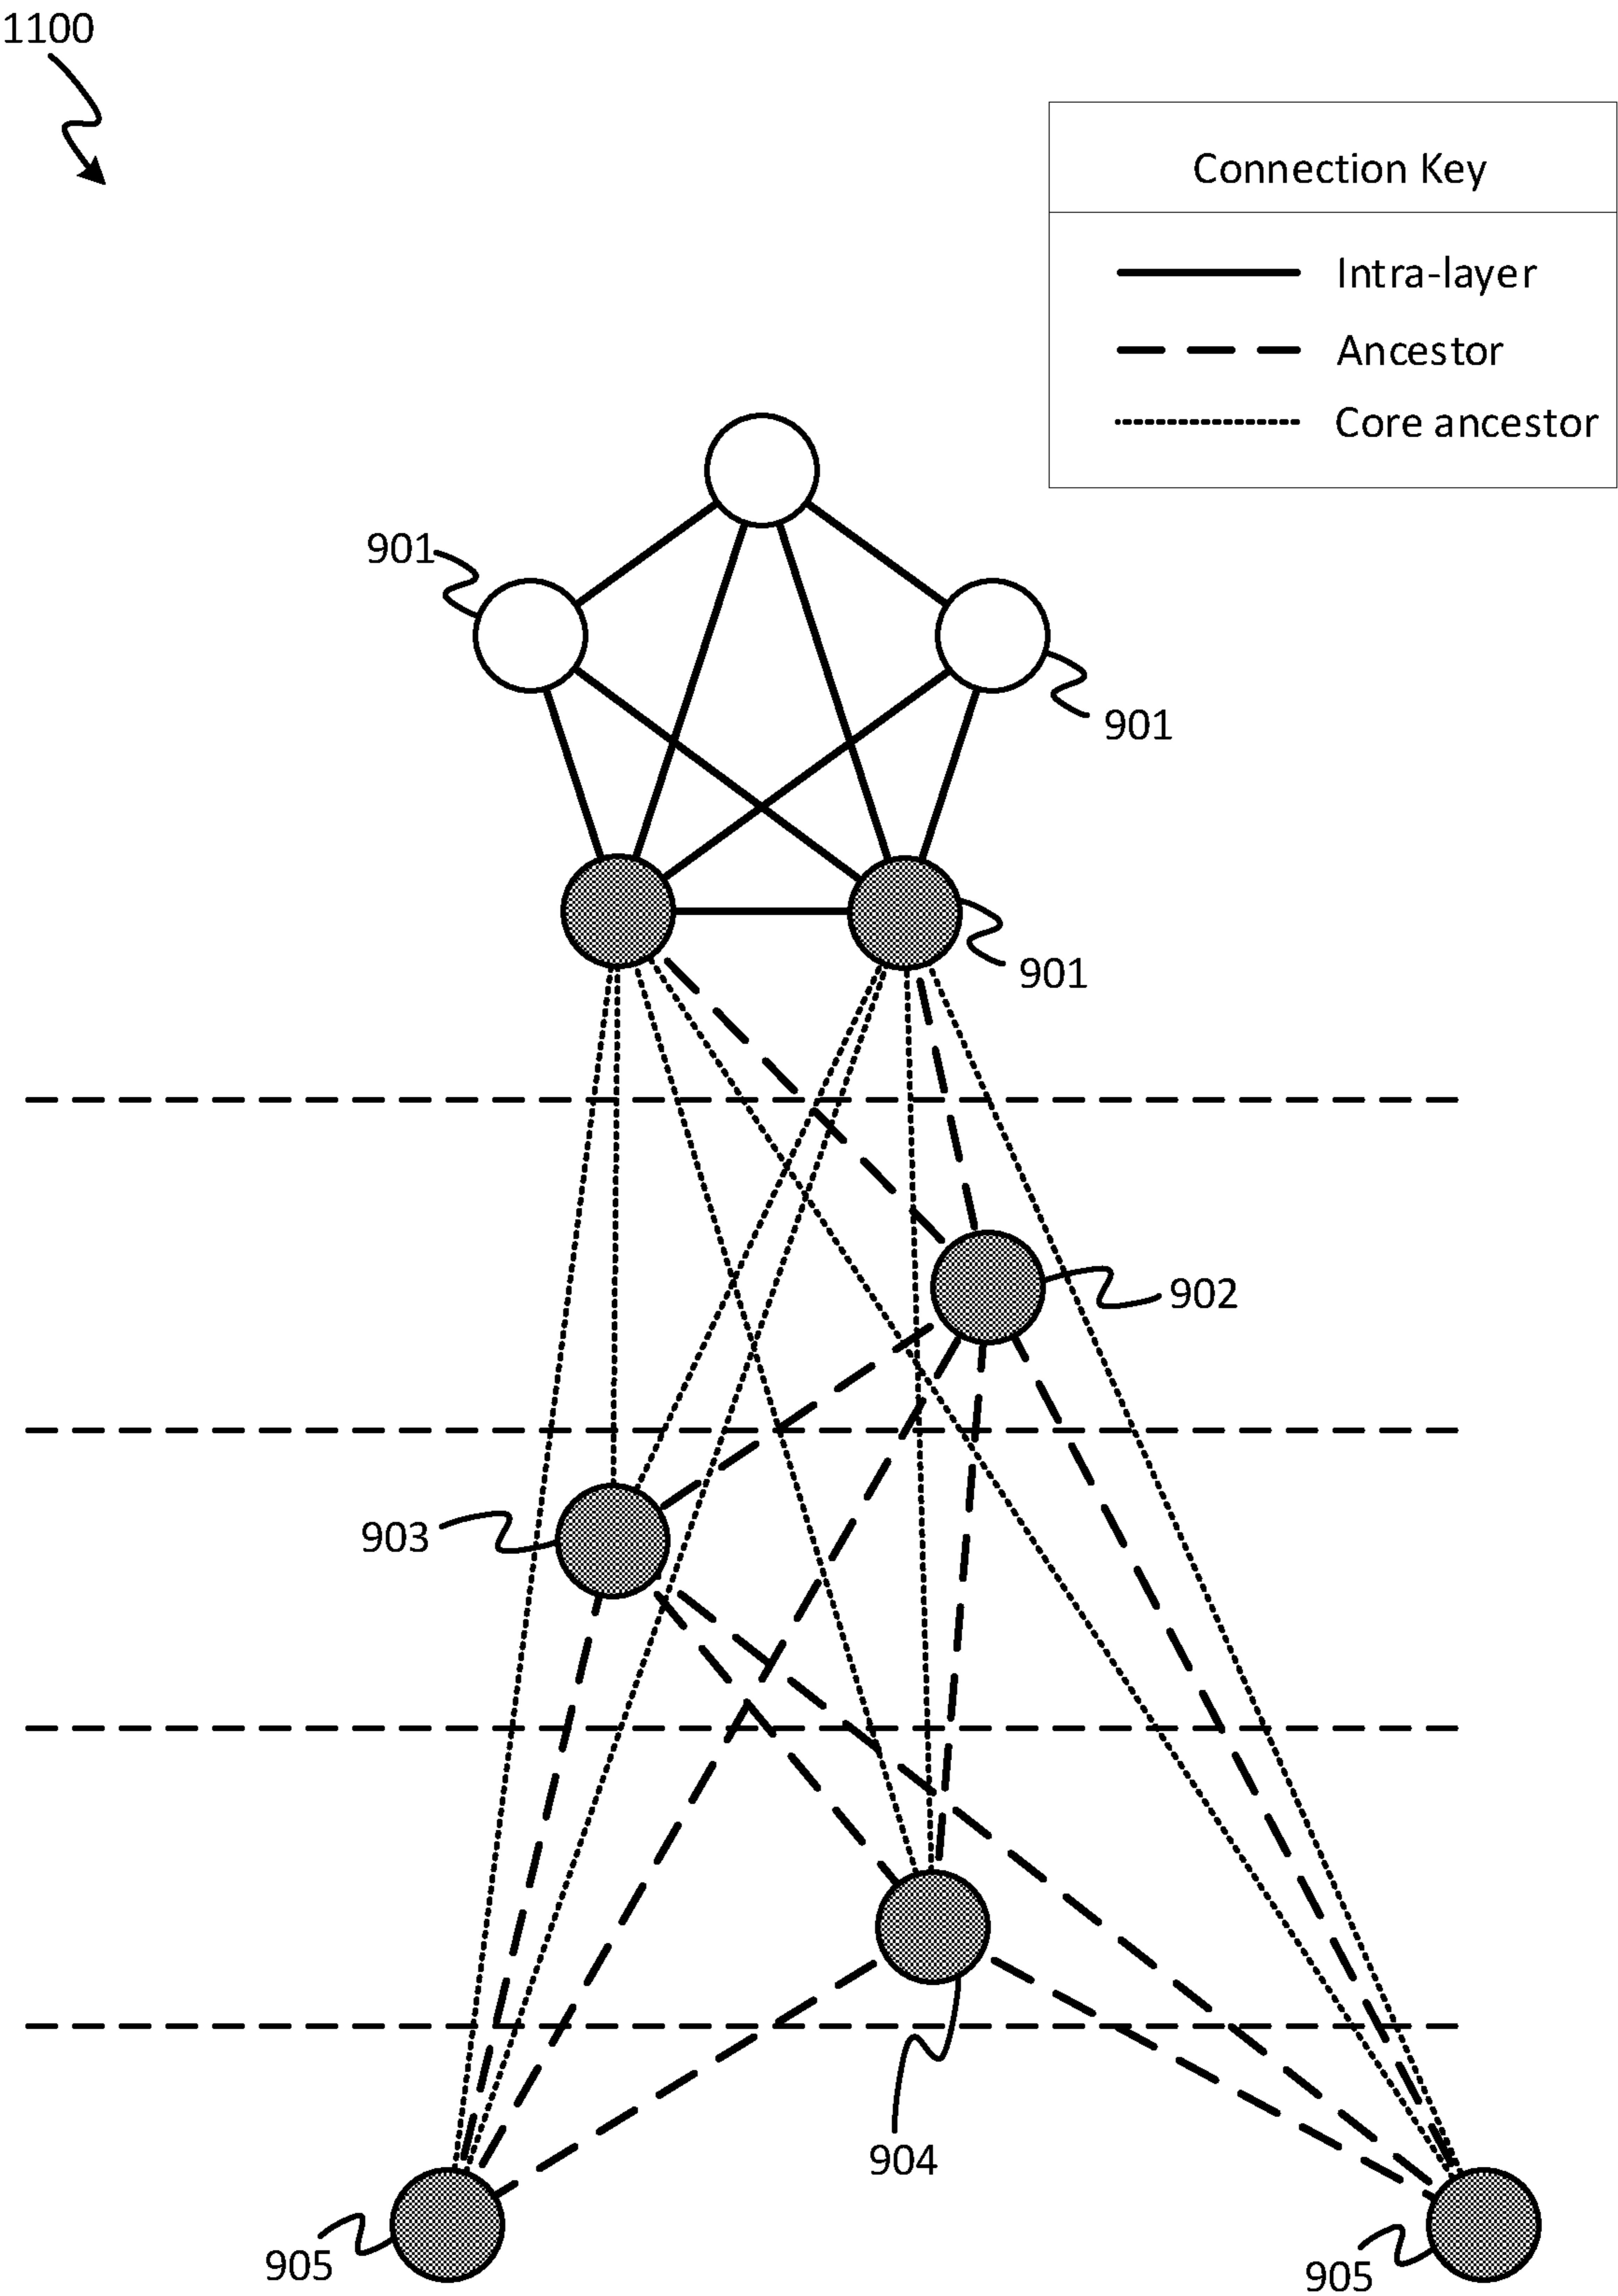 1100
Connection Key
Intra-layer
Ancestor
Core ancestor
901
901
901
902
903
904
905
905